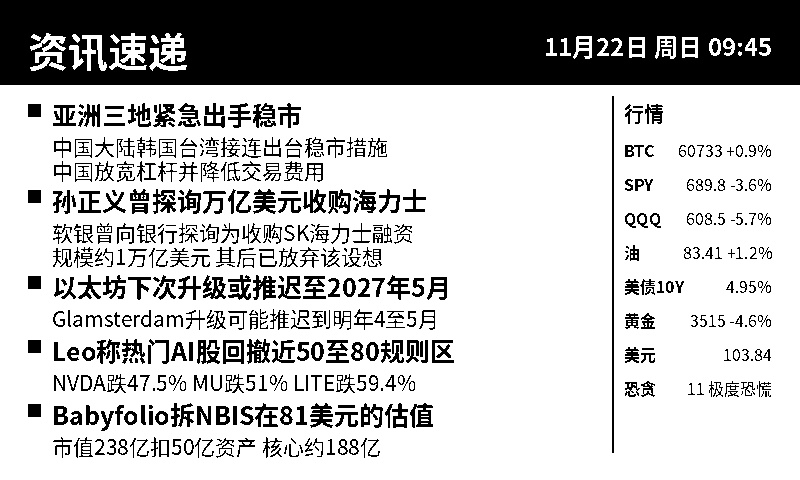 资讯速递
11月22日 周日 09:45
亚洲三地紧急出手稳市
中国大陆韩国台湾接连出台稳市措施
中国放宽杠杆并降低交易费用
孙正义曾探询万亿美元收购海力士
软银曾向银行探询为收购SK海力士融资
规模约1万亿美元 其后已放弃该设想
以太坊下次升级或推迟至2027年5月
Glamsterdam升级可能推迟到明年4至5月
Leo称热门AI股回撤近50至80规则区
NVDA跌47.5% MU跌51% LITE跌59.4%
Babyfolio拆NBIS在81美元的估值
市值238亿扣50亿资产 核心约188亿
行情
BTC 60733 +0.9%
SPY 689.8 -3.6%
QQQ 608.5 -5.7%
油 83.41 +1.2%
美债10Y 4.95%
黄金 3515 -4.6%
美元 103.84
恐贪 11 极度恐慌